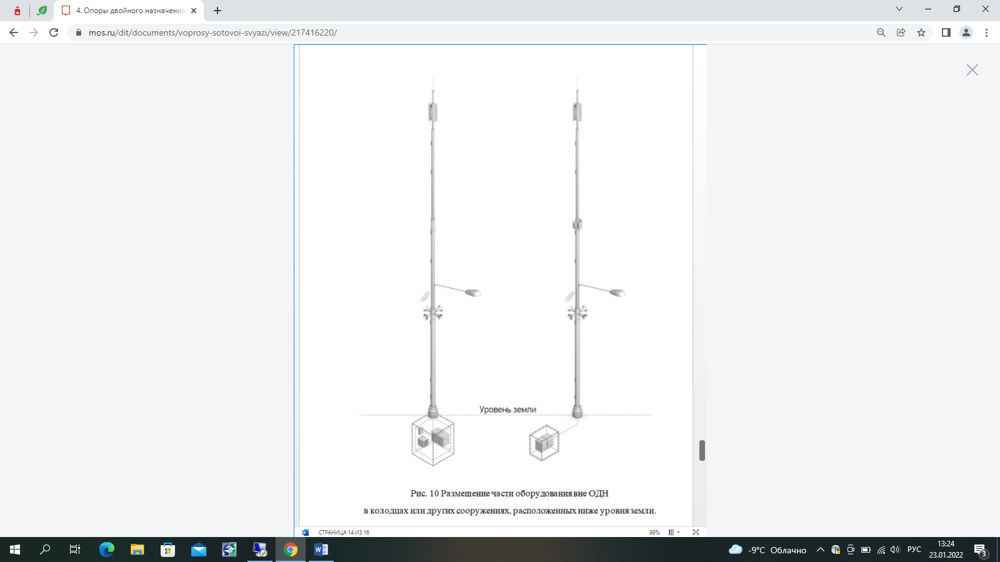 4. Опоры двойного назначения
mos.ru/dit/documents/voprosy-sotovoi-svyazi/view/217416220/
Уровень земли
Рис. 10 Размещение части оборудования вне ОДН
в колодцах или других сооружениях, расположенных ниже уровня земли.
СТРАНИЦА 14 ИЗ 16
99%
-9°C Облачно
РУС
13:24
23.01.2022
3